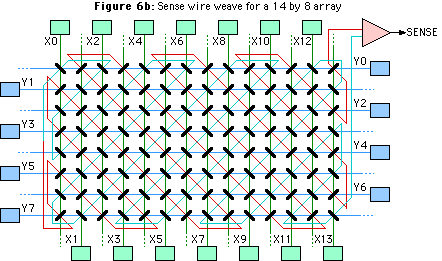 Figure 6b: Sense wire weave for a 14 by 8 array
X0 X2 X4 X6 X8 X10 X12
SENSE
Y0
Y1
Y2
Y3
Y4
Y5
Y6
Y7
X1 X3 X5 X7 X9 X11 X13